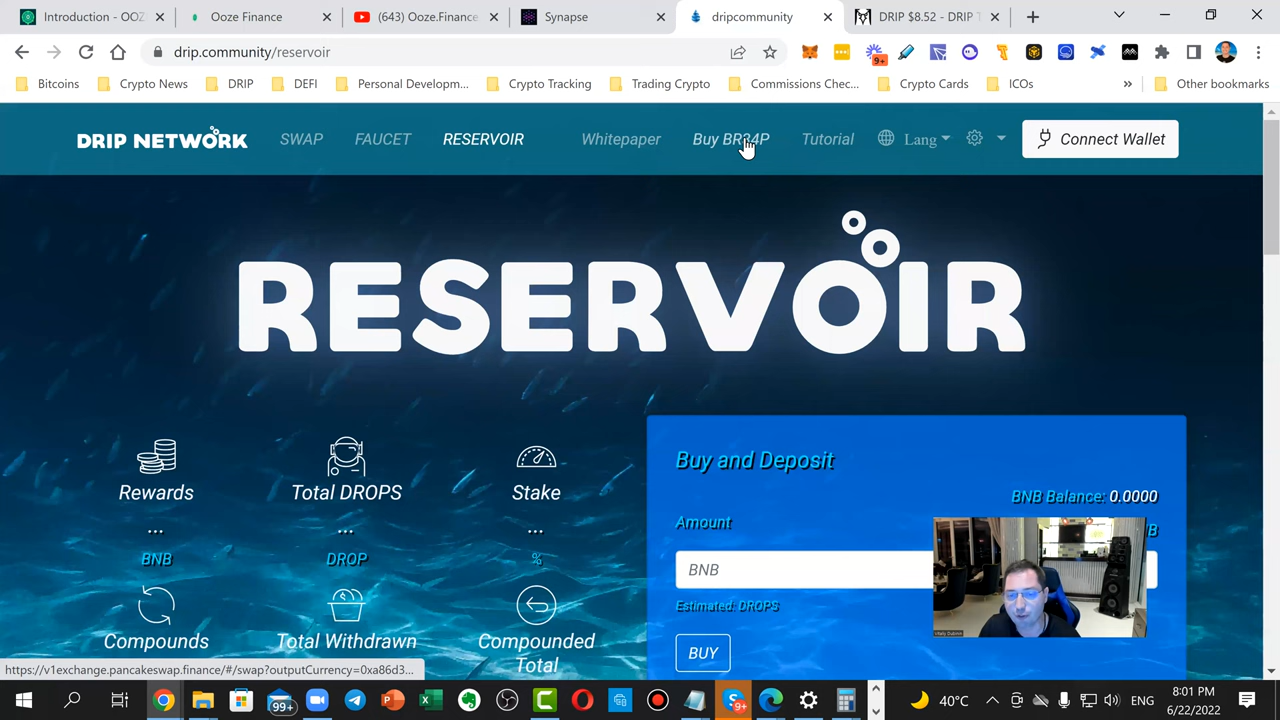 Introduction - OOZ
Ooze Finance
(643) Ooze.Finance
Synapse
dripcommunity
DRIP $8.52 - DRIP T
drip.community/reservoir
9+
Bitcoins
Crypto News
DRIP
DEFI
Personal Developm...
Crypto Tracking
Trading Crypto
Commissions Chec...
Crypto Cards
ICOs
»
Other bookmarks
DRIP NETWORK
SWAP
FAUCET
RESERVOIR
Whitepaper
Buy BR34P
Tutorial
Lang
Connect Wallet
RESERVOIR
Rewards
...
BNB
Total DROPS
...
DROP
Stake
...
%
Compounds
Total Withdrawn
Compounded
Total
Buy and Deposit
BNB Balance: 0.0000
Amount
BNB
Estimated: DROPS
BUY
Vitaly Dubinin
https://v1exchange.pancakeswap.finance/#/swap?outputCurrency=0xa86d3...
99+
9+
40°C
ENG
8:01 PM
6/22/2022